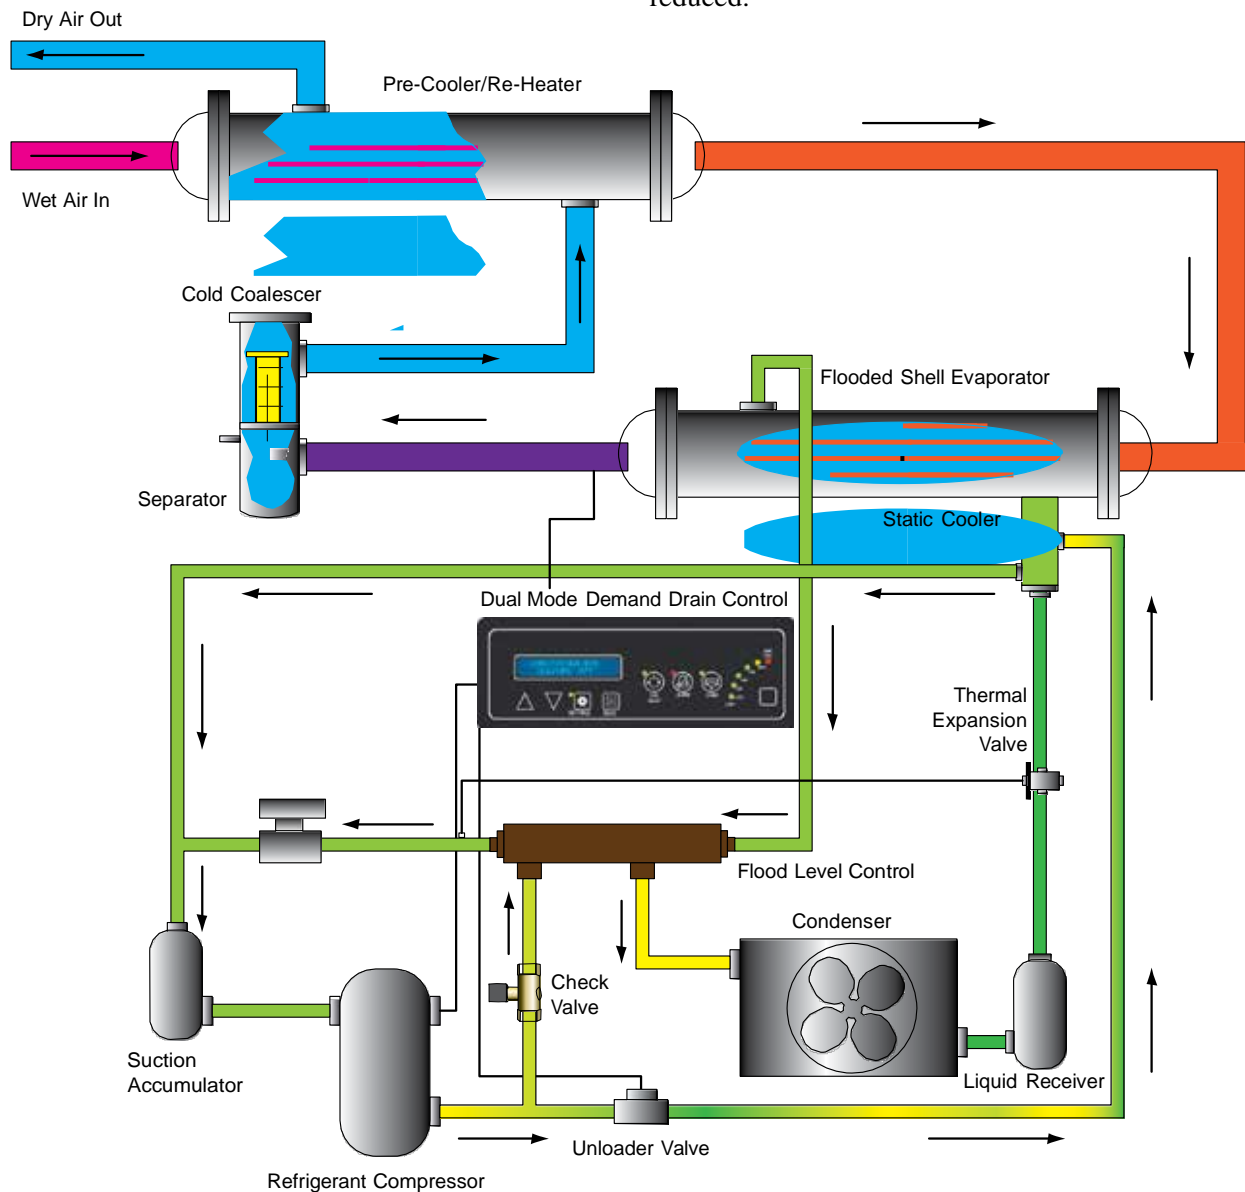 reduced.
Dry Air Out
Pre-Cooler/Re-Heater
Wet Air In
Cold Coalescer
Flooded Shell Evaporator
Separator
Static Cooler
Dual Mode Demand Drain Control
Thermal
Expansion
Valve
Flood Level Control
Condenser
Check
Valve
Suction
Accumulator
Liquid Receiver
Unloader Valve
Refrigerant Compressor